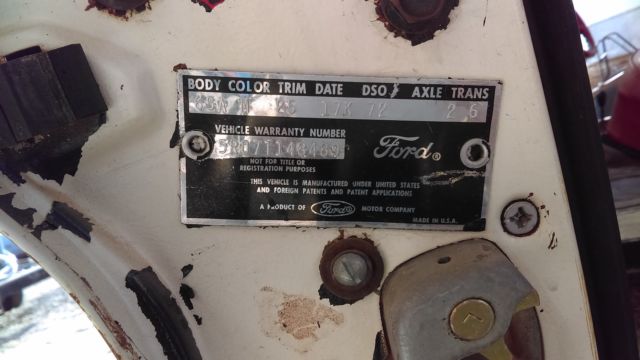 BODY COLOR TRIM DATE DSO AXLE TRANS
17K 72 2 6
VEHICLE WARRANTY NUMBER
Ford®
NOT FOR TITLE OR
REGISTRATION PURPOSES
THIS VEHICLE IS MANUFACTURED UNDER UNITED STATES
AND FOREIGN PATENTS AND PATENT APPLICATIONS
A PRODUCT OF Ford MOTOR COMPANY
MADE IN U.S.A.